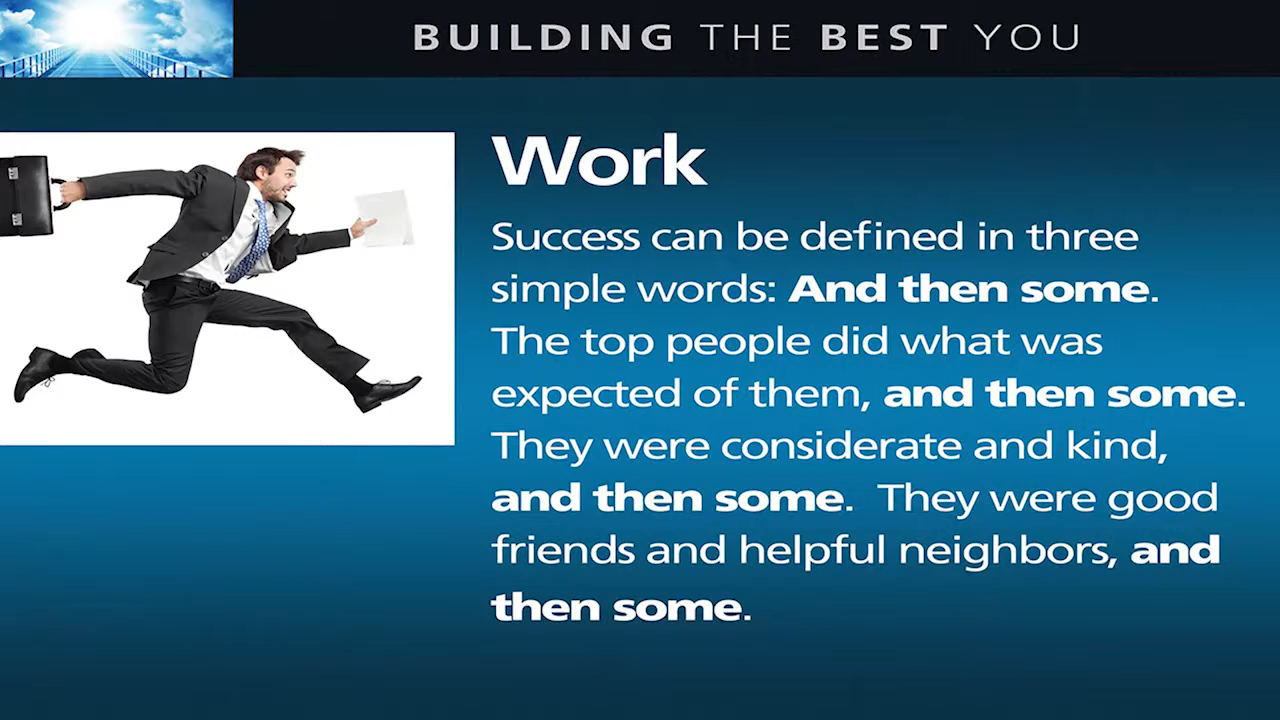 BUILDING THE BEST YOU
Work
Success can be defined in three
simple words: And then some.
The top people did what was
expected of them, and then some.
They were considerate and kind,
and then some.  They were good
friends and helpful neighbors, and
then some.